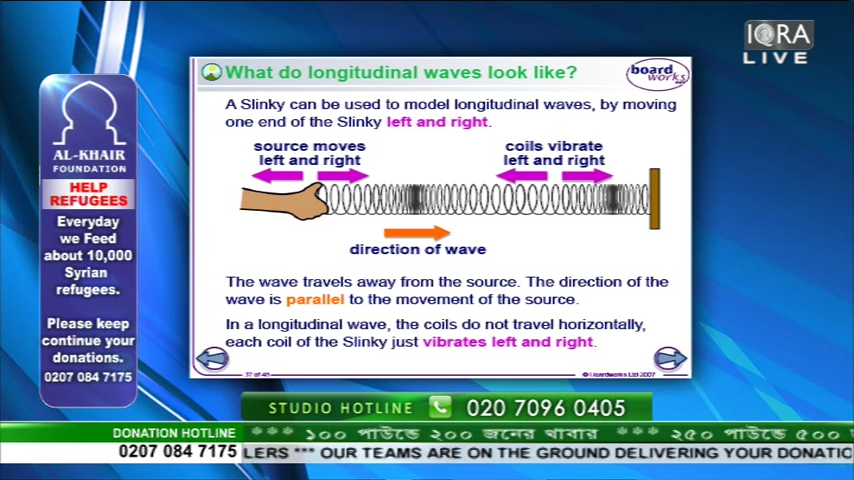 IQRA
LIVE
What do longitudinal waves look like?
board
works
A Slinky can be used to model longitudinal waves, by moving
one end of the Slinky left and right.
source moves
left and right
coils vibrate
left and right
direction of wave
The wave travels away from the source. The direction of the
wave is parallel to the movement of the source.
In a longitudinal wave, the coils do not travel horizontally,
each coil of the Slinky just vibrates left and right.
37 of 48
© Boardworks Ltd 2007
AL-KHAIR
FOUNDATION
HELP
REFUGEES
Everyday
we Feed
about 10,000
Syrian
refugees.
Please keep
continue your
donations.
0207 084 7175
STUDIO HOTLINE 020 7096 0405
DONATION HOTLINE
*** ১০০ পাউন্ডে ২০০ জনের খাবার *** ২৫০ পাউন্ডে ৫০০
0207 084 7175
LERS *** OUR TEAMS ARE ON THE GROUND DELIVERING YOUR DONATIO